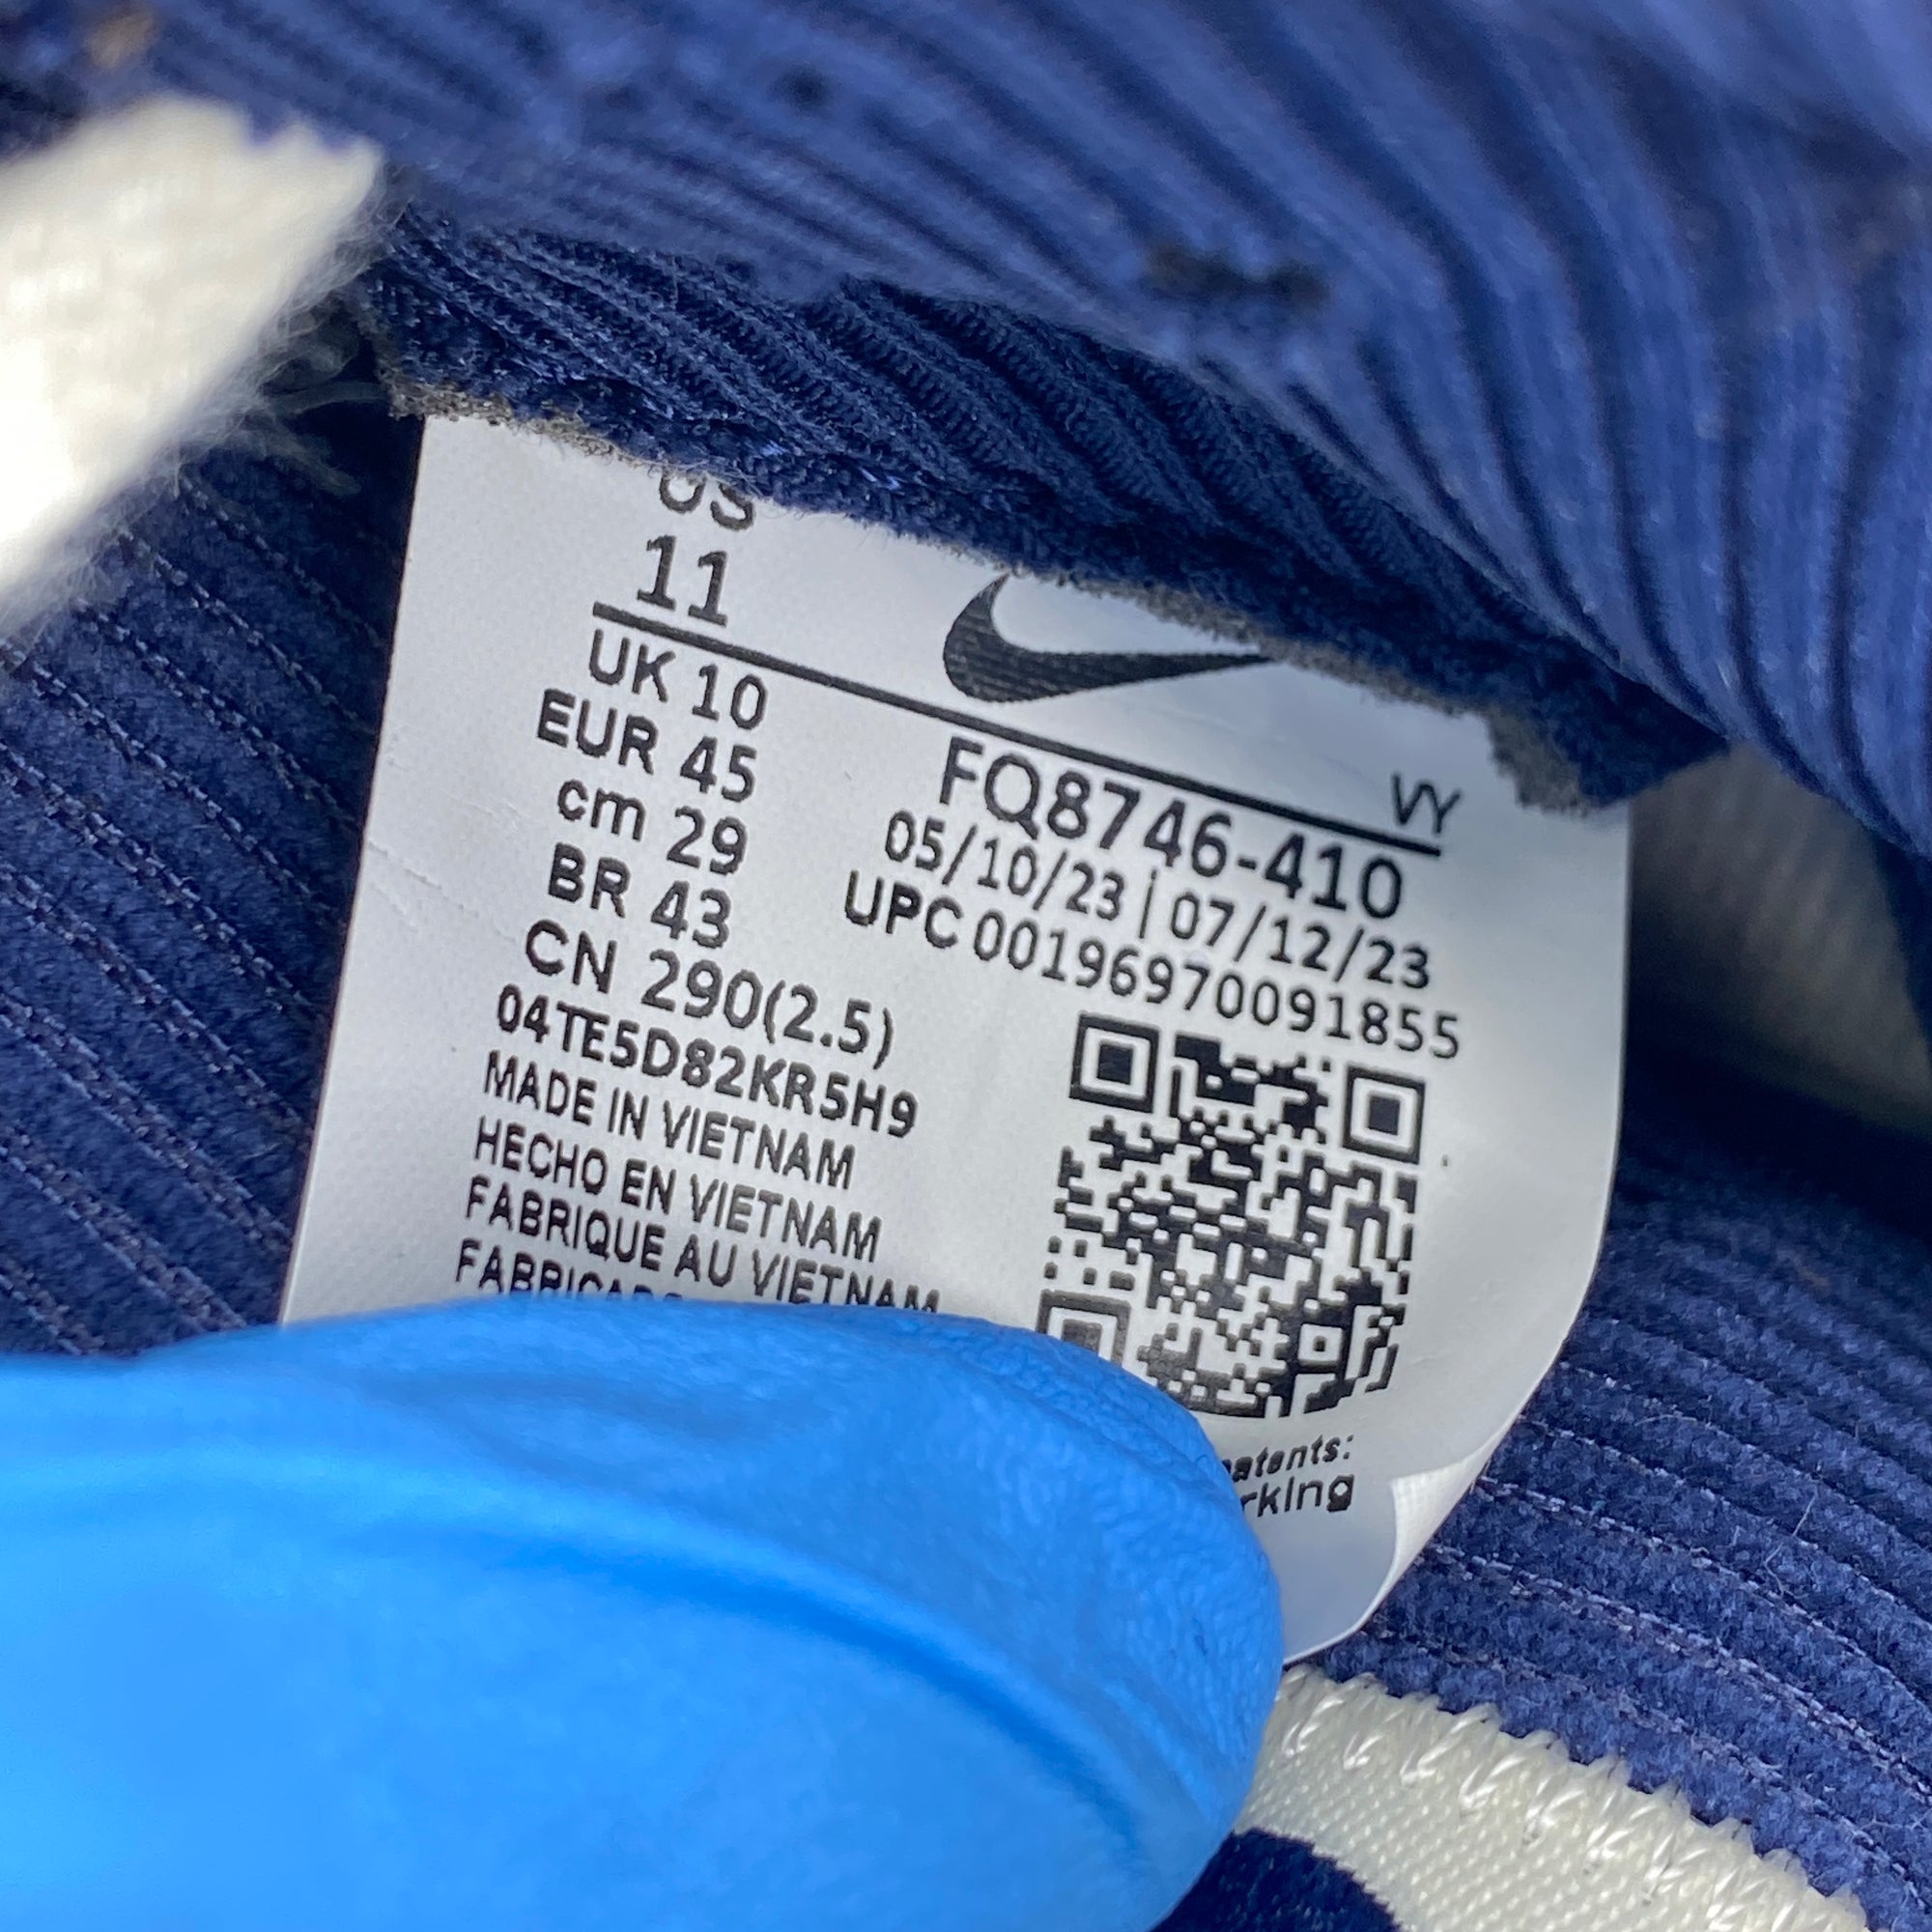 US
11
UK 10
EUR 45
cm 29
BR 43
CN 290(2.5)
04TE5D82KR5H9
MADE IN VIETNAM
HECHO EN VIETNAM
FABRIQUE AU VIETNAM
VY
FQ8746-410
05/10/23 | 07/12/23
UPC 00196970091855